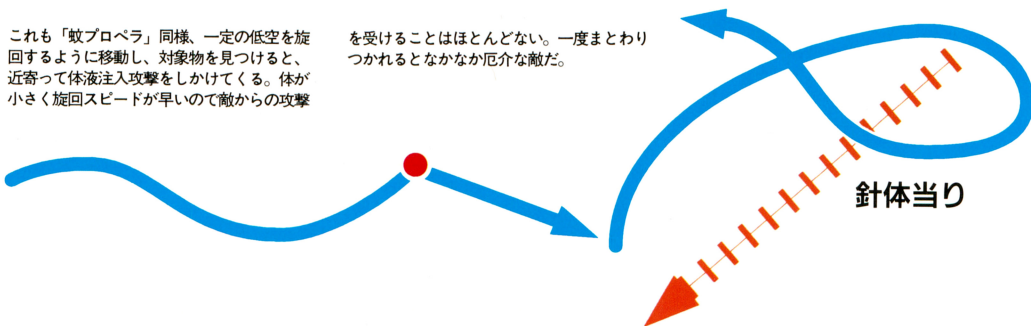 これも「蚊プロペラ」同様、一定の低空を旋
回するように移動し、対象物を見つけると、
近寄って体液注入攻撃をしかけてくる。体が
小さく旋回スピードが早いので敵からの攻撃
を受けることはほとんどない。一度まとわり
つかれるとなかなか厄介な敵だ。
針体当り